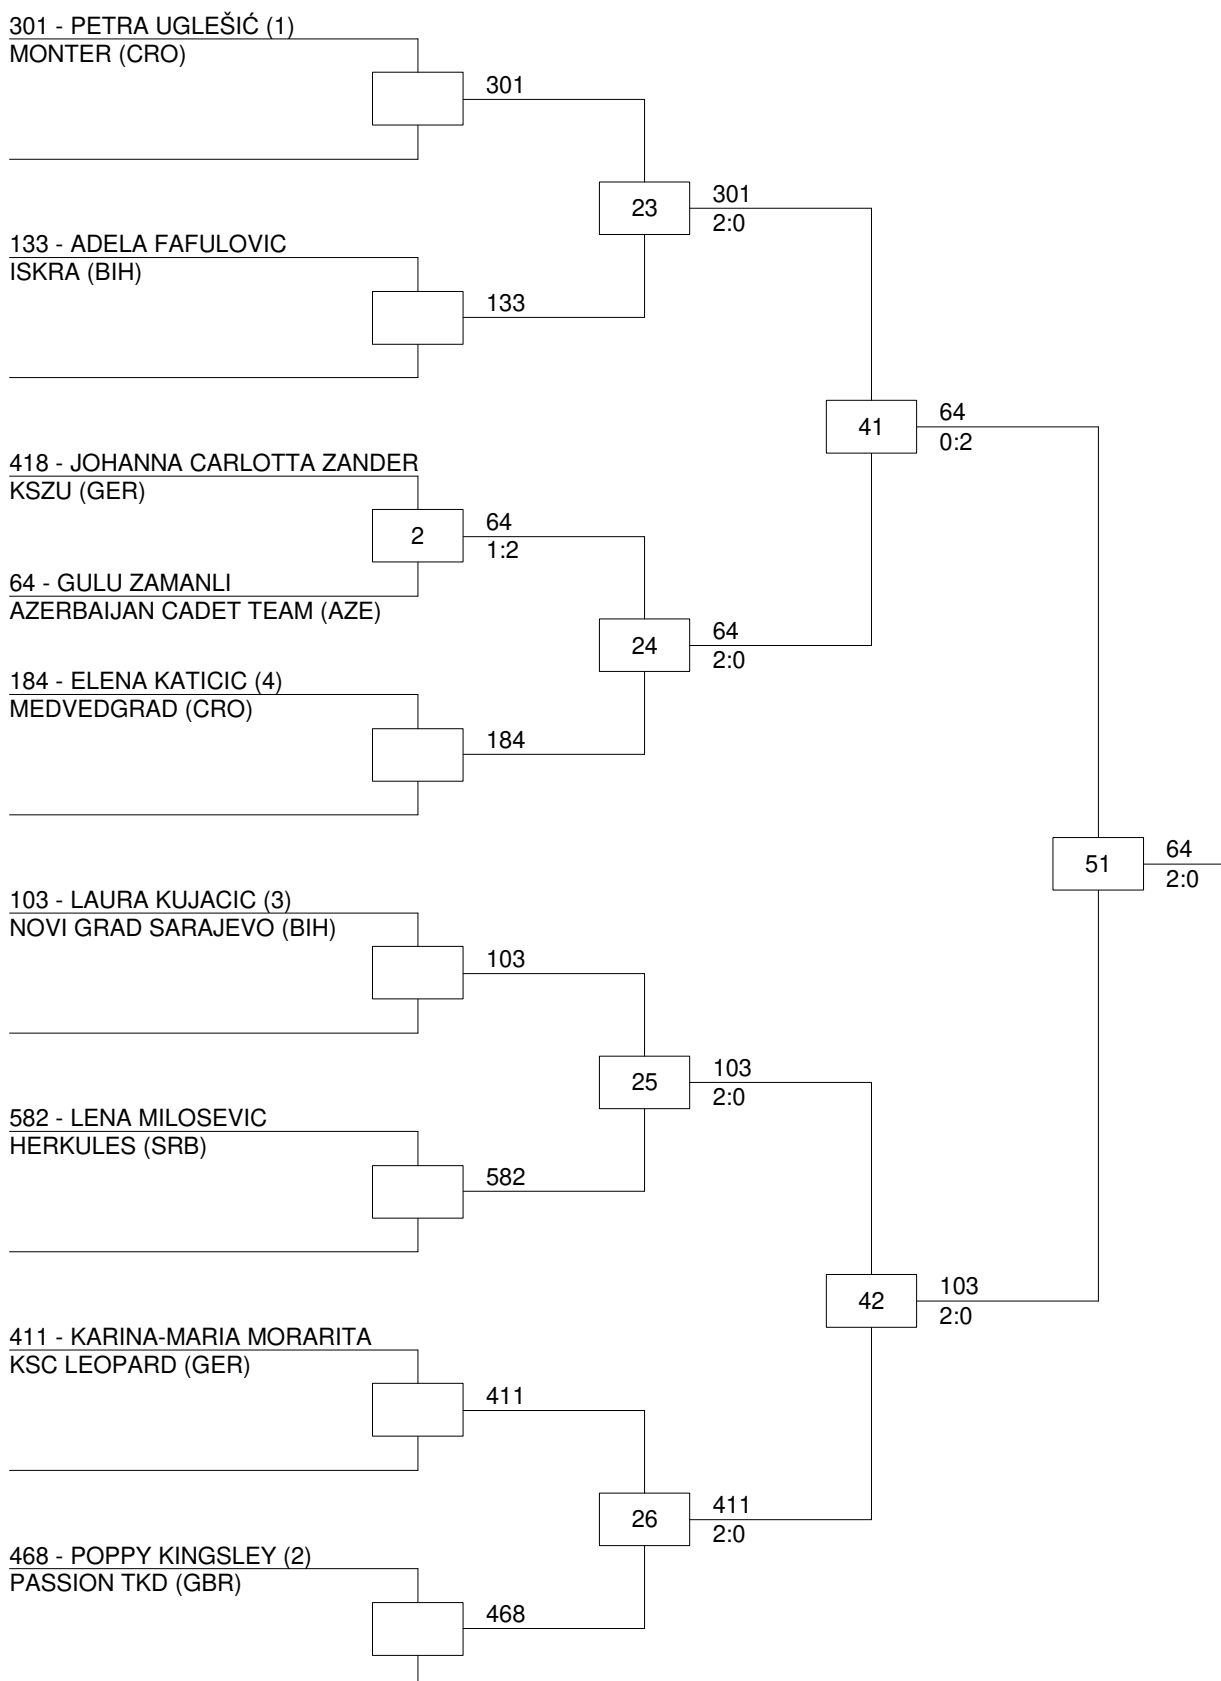 301 - PETRA UGLEŠIĆ (1)
MONTER (CRO)
301
23
301
2:0
133 - ADELA FAFULOVIC
ISKRA (BIH)
133
41
64
0:2
418 - JOHANNA CARLOTTA ZANDER
KSZU (GER)
2
64
1:2
64 - GULU ZAMANLI
AZERBAIJAN CADET TEAM (AZE)
24
64
2:0
184 - ELENA KATICIC (4)
MEDVEDGRAD (CRO)
184
51
64
2:0
103 - LAURA KUJACIC (3)
NOVI GRAD SARAJEVO (BIH)
103
25
103
2:0
582 - LENA MILOSEVIC
HERKULES (SRB)
582
42
103
2:0
411 - KARINA-MARIA MORARITA
KSC LEOPARD (GER)
411
26
411
2:0
468 - POPPY KINGSLEY (2)
PASSION TKD (GBR)
468